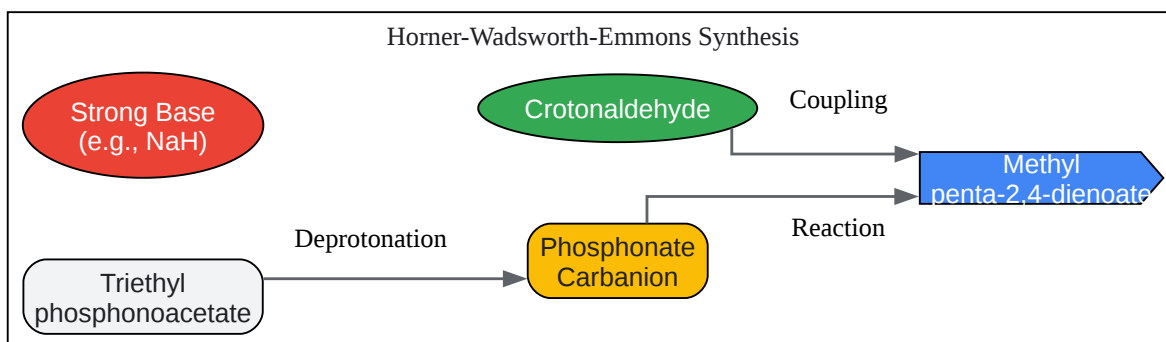 Horner-Wadsworth-Emmons Synthesis
Strong Base
(e.g., NaH)
Crotonaldehyde
Coupling
Methyl
penta-2,4-dienoate
Reaction
Deprotonation
Phosphonate
Carbanion
Triethyl
phosphonoacetate